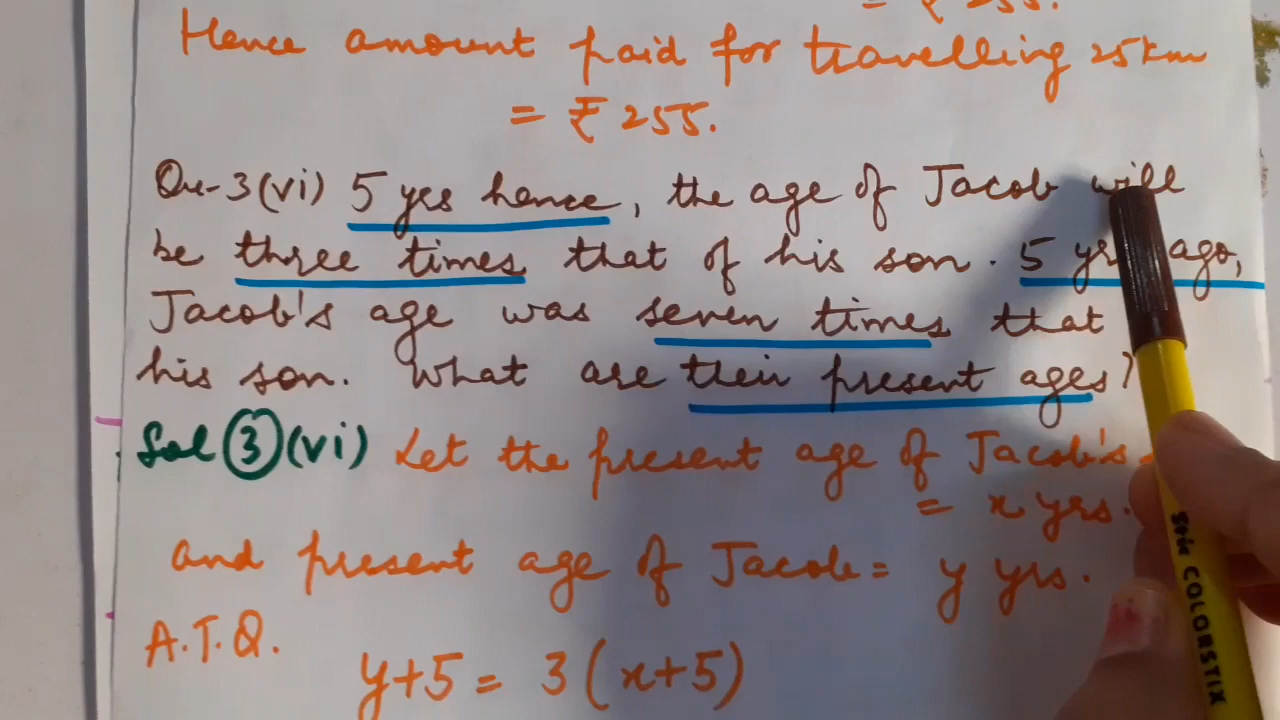 Hence amount paid for travelling 25km
= ₹ 255.
Que-3(vi) 5 yrs hence, the age of Jacob will
be three times that of his son. 5 yrs ago,
Jacob's age was seven times that
his son. What are their present ages?
Sol ③(vi) Let the present age of Jacob's
= x yrs.
and present age of Jacob = y yrs.
A.T.Q.
y+5 = 3(x+5)
Soie COLORSTIX